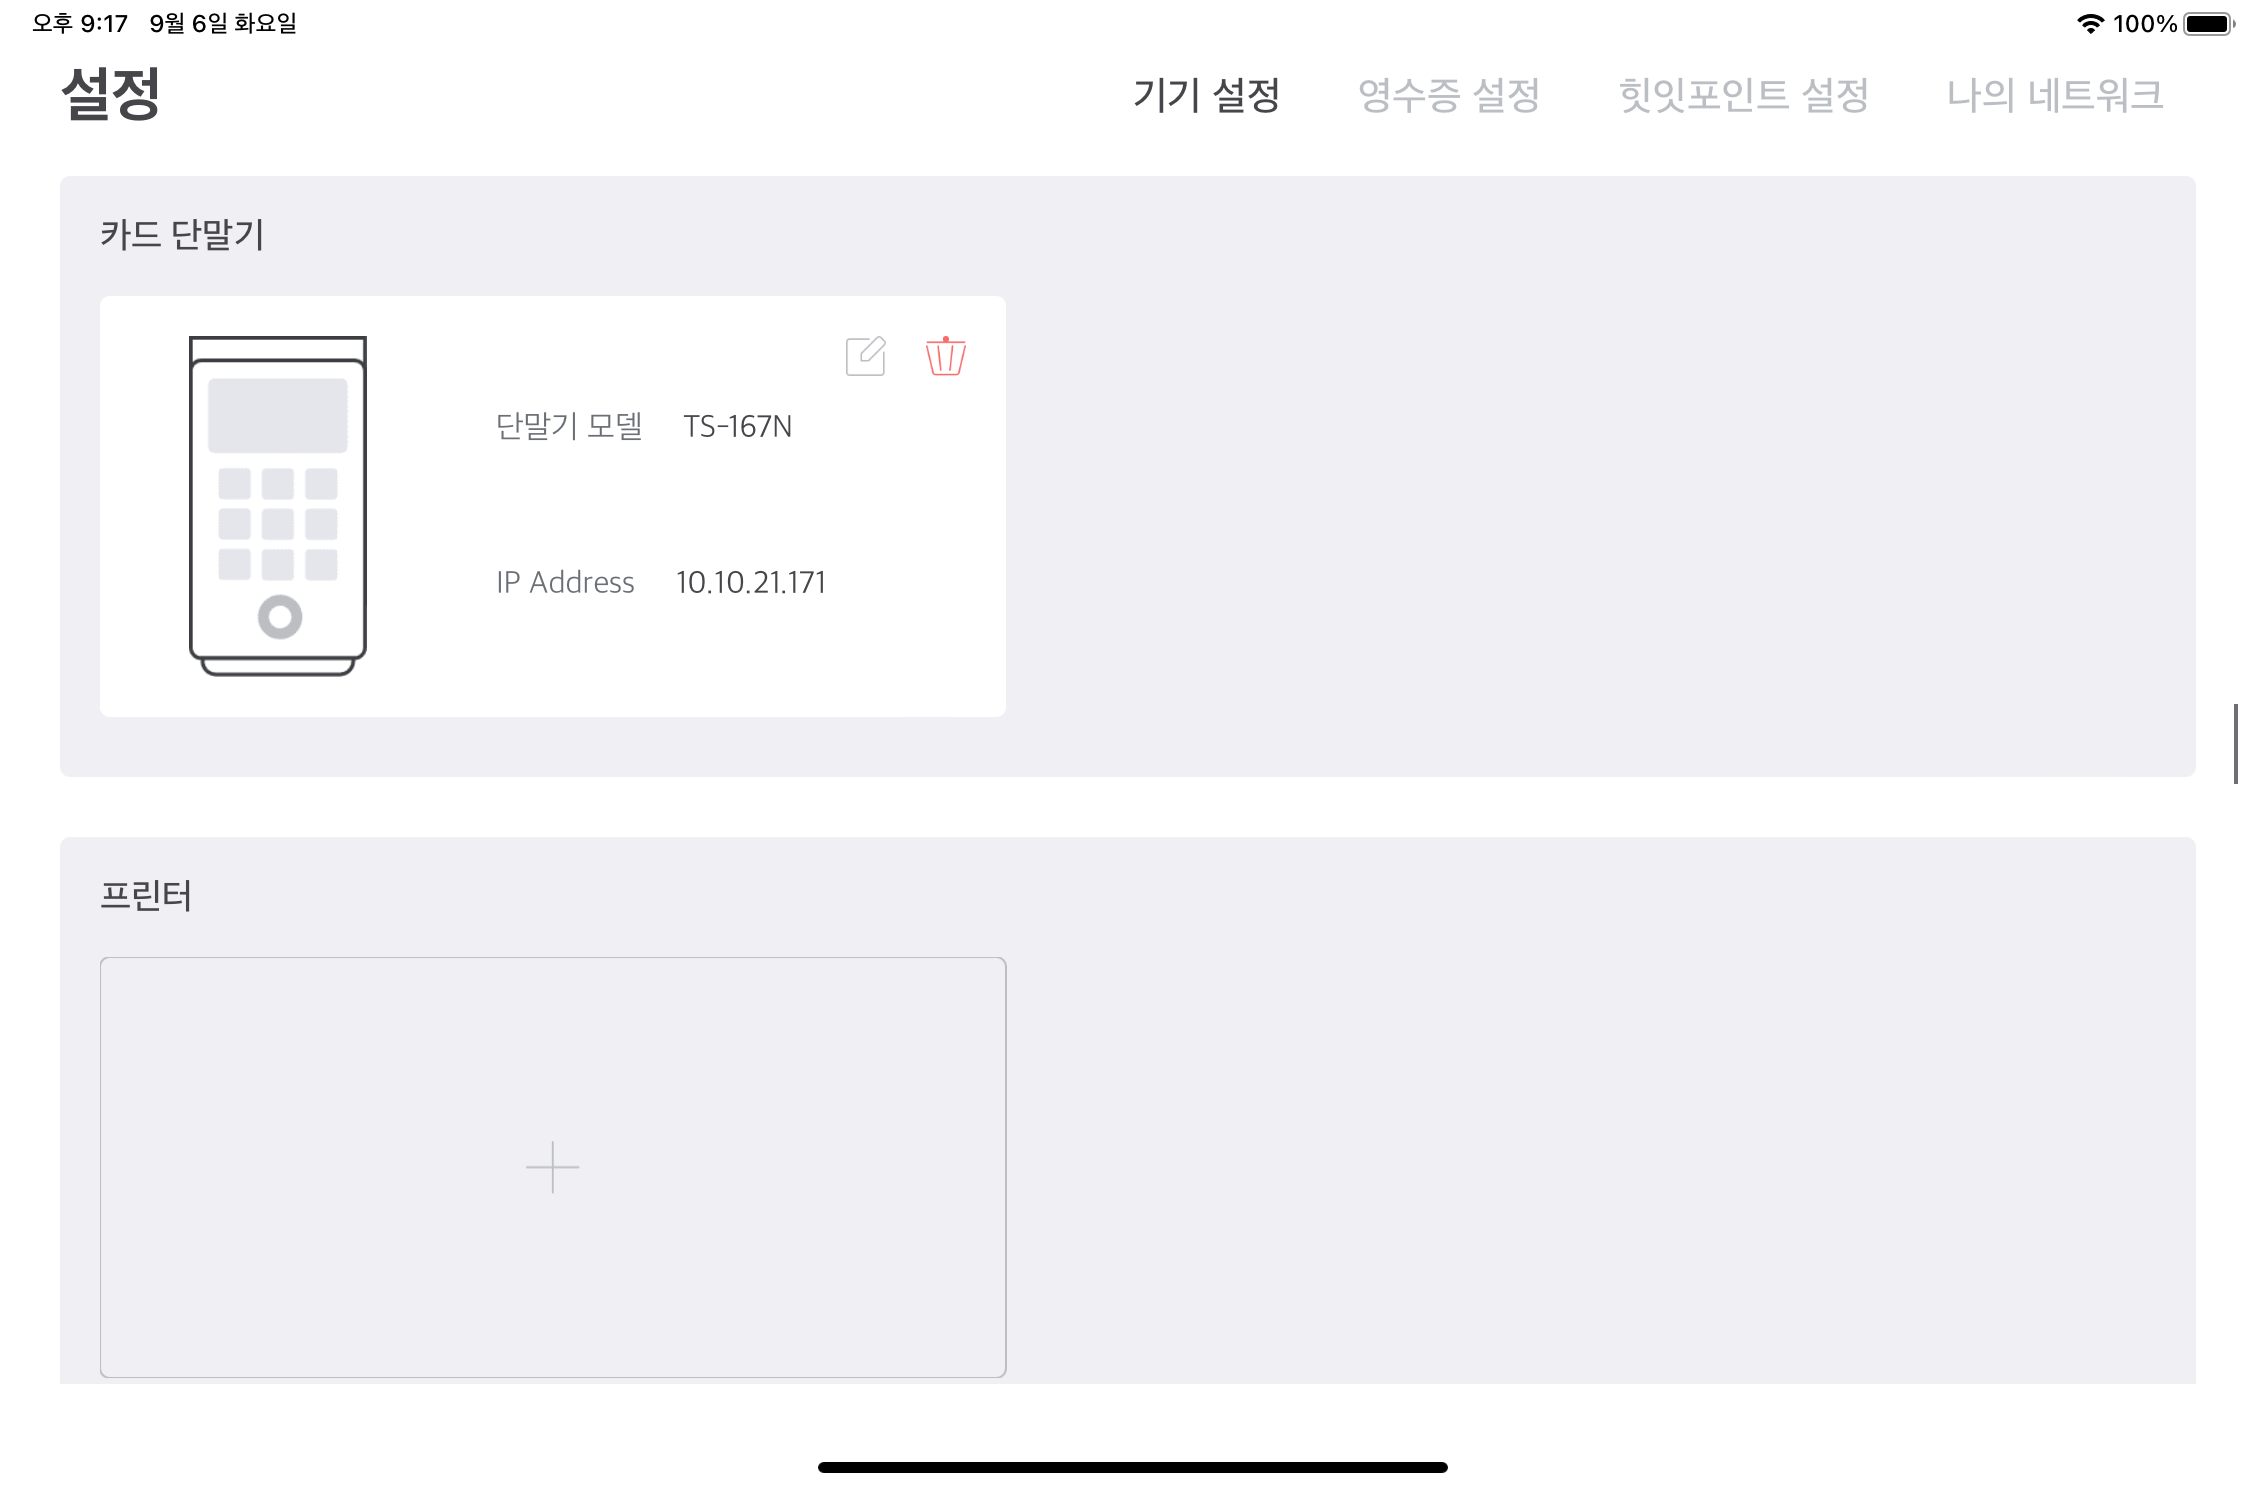 오후 9:17 9월 6일 화요일 100%
설정 기기 설정 영수증 설정 힛잇포인트 설정 나의 네트워크
카드 단말기
단말기 모델 TS-167N
IP Address 10.10.21.171
프린터